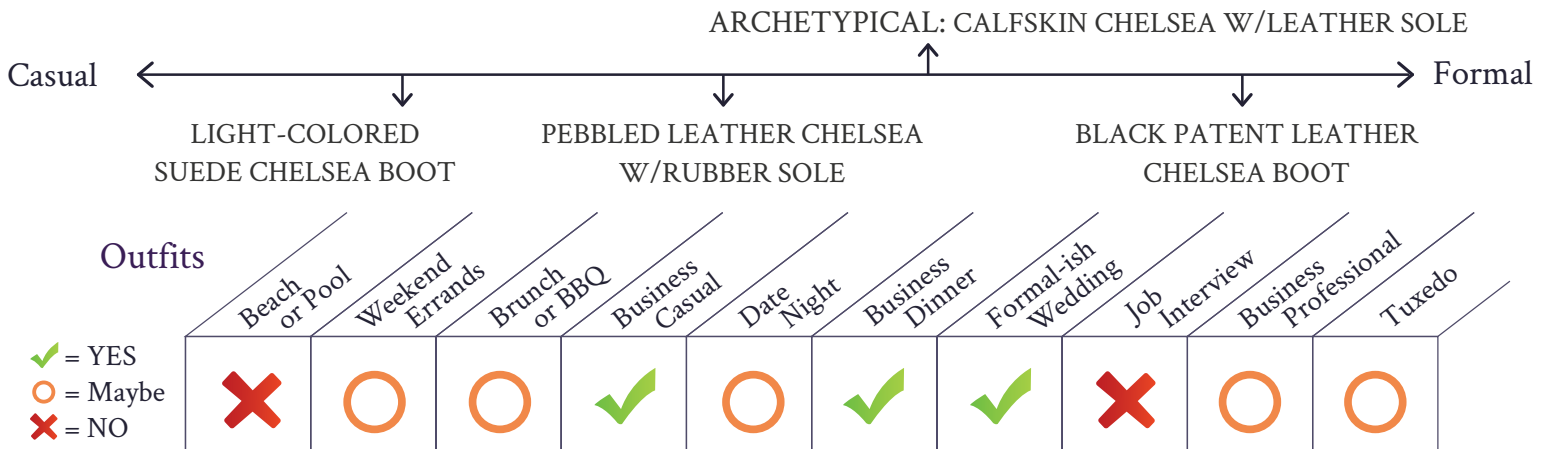 ARCHETYPICAL: CALFSKIN CHELSEA W/LEATHER SOLE
Casual
Formal
LIGHT-COLORED
SUEDE CHELSEA BOOT
PEBBLED LEATHER CHELSEA
W/RUBBER SOLE
BLACK PATENT LEATHER
CHELSEA BOOT
Outfits
Beach
or Pool
Weekend
Errands
Brunch
or BBQ
Business
Casual
Date
Night
Business
Dinner
Formal-ish
Wedding
Job
Interview
Business
Professional
Tuxedo
= YES
= Maybe
= NO